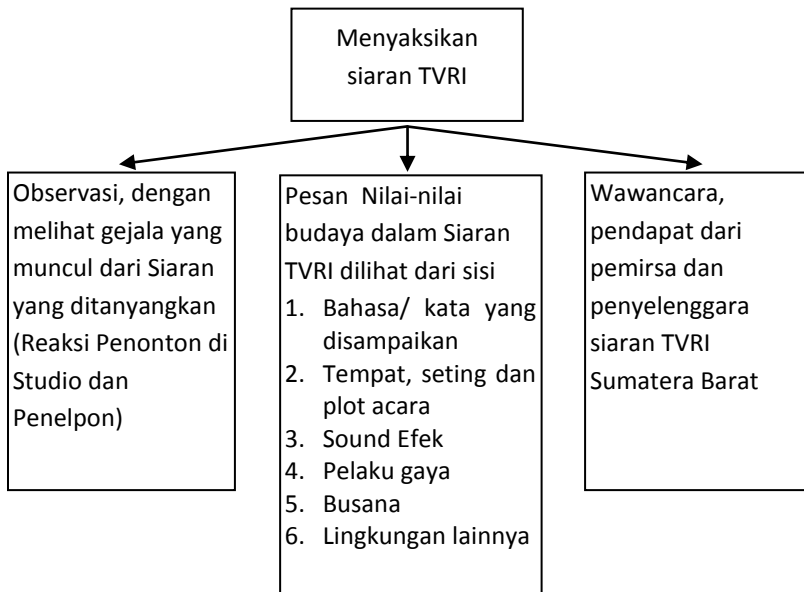 Menyaksikan
siaran TVRI
Observasi, dengan
melihat gejala yang
muncul dari Siaran
yang ditanyangkan
(Reaksi Penonton di
Studio dan
Penelpon)
Pesan Nilai-nilai
budaya dalam Siaran
TVRI dilihat dari sisi
1. Bahasa/ kata yang
disampaikan
2. Tempat, seting dan
plot acara
3. Sound Efek
4. Pelaku gaya
5. Busana
6. Lingkungan lainnya
Wawancara,
pendapat dari
pemirsa dan
penyelenggara
siaran TVRI
Sumatera Barat